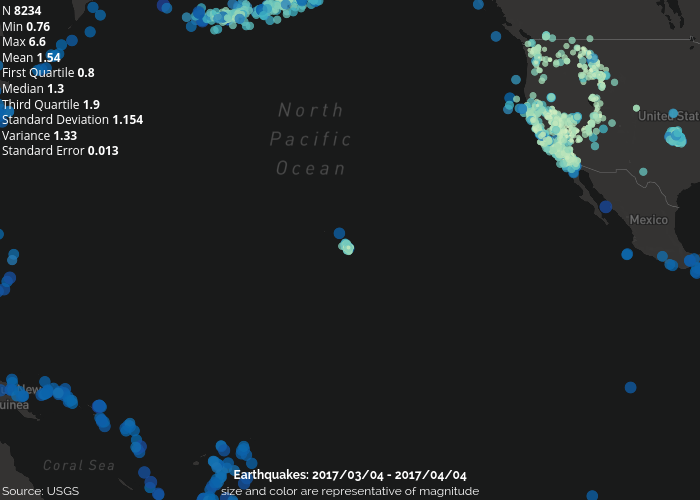 N 8234
Min 0.76
Max 6.6
Mean 1.54
First Quartile 0.8
Median 1.3
Third Quartile 1.9
Standard Deviation 1.154
Variance 1.33
Standard Error 0.013
North
Pacific
Ocean
United Stat
Mexico
New
uinea
Coral Sea
Earthquakes: 2017/03/04 - 2017/04/04
Source: USGS
size and color are representative of magnitude